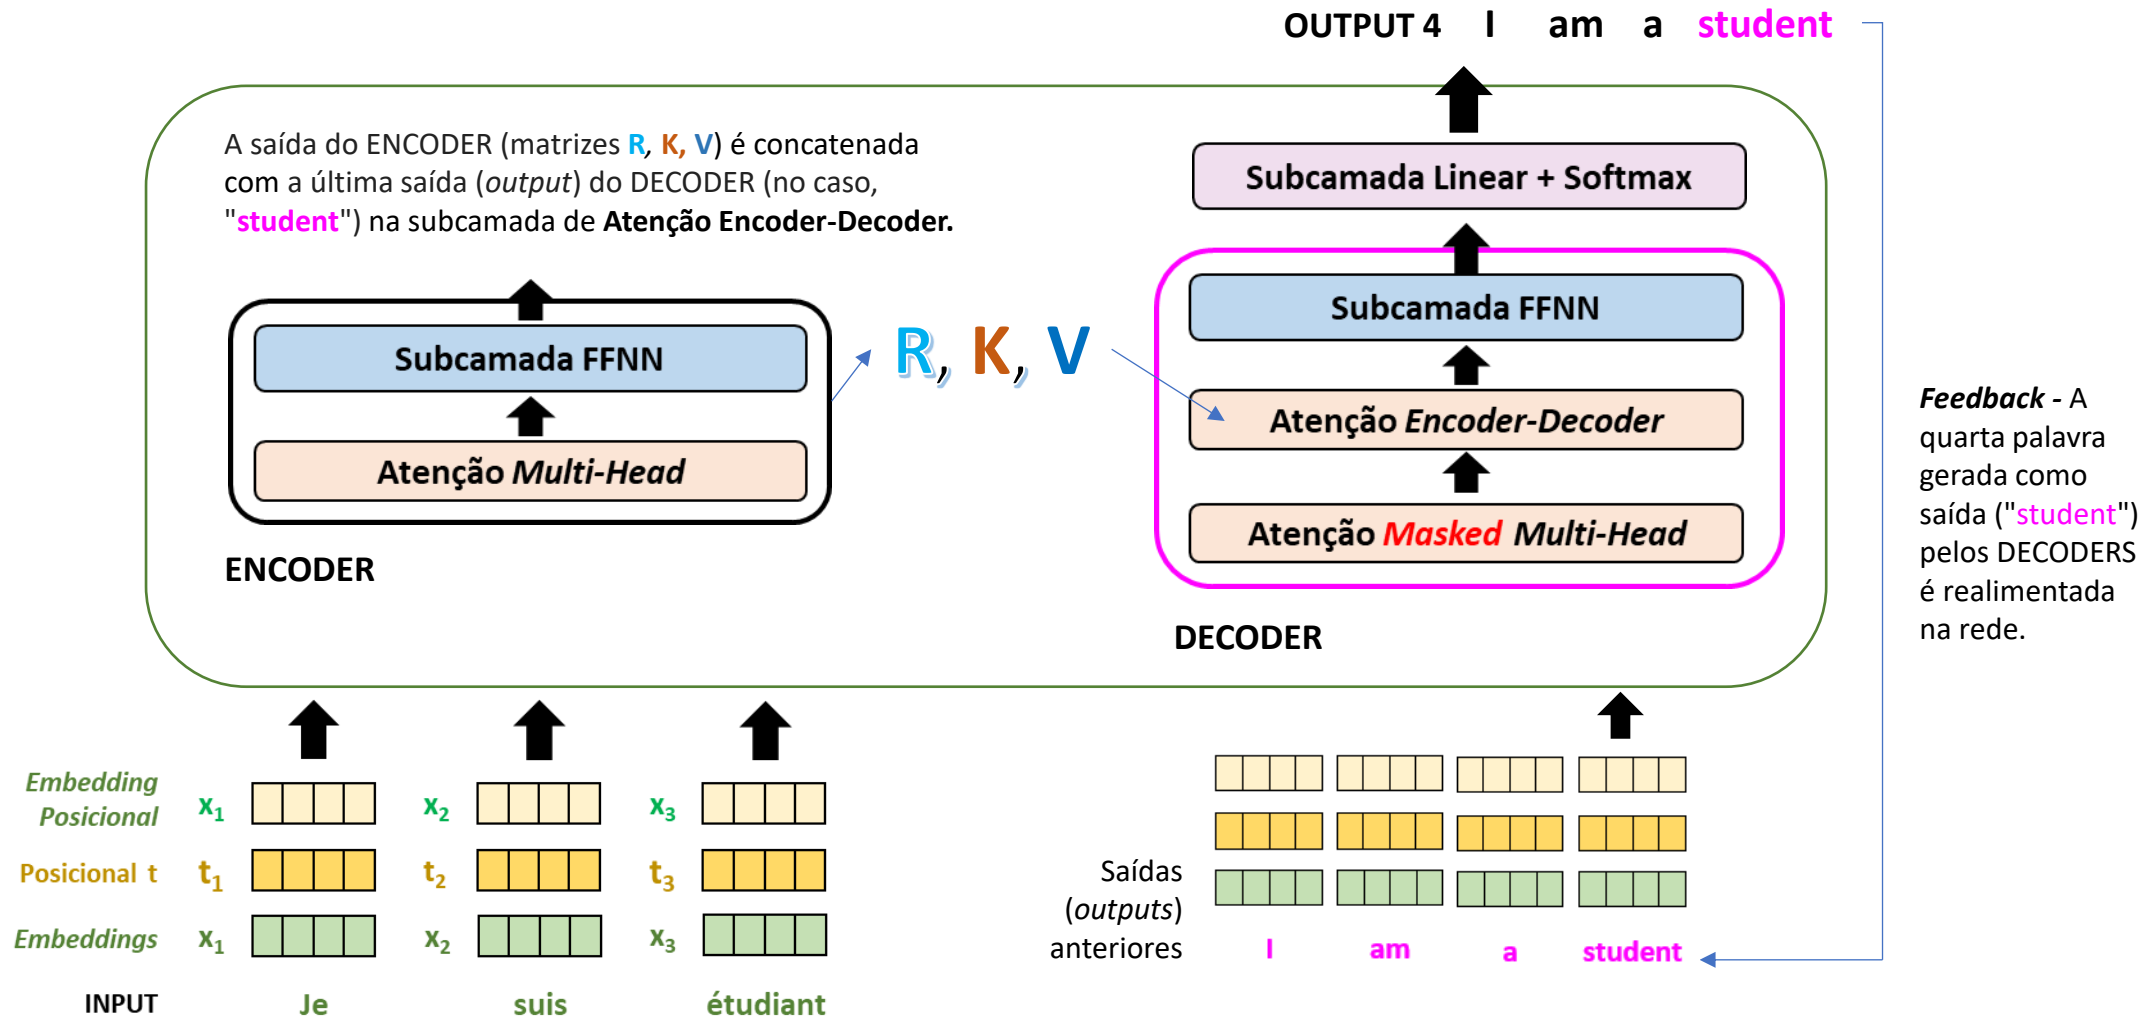 OUTPUT 4 I am a student
A saída do ENCODER (matrizes R, K, V) é concatenada
com a última saída (output) do DECODER (no caso,
"student") na subcamada de Atenção Encoder-Decoder.
Subcamada FFNN
Atenção Multi-Head
ENCODER
R, K, V
Subcamada Linear + Softmax
Subcamada FFNN
Atenção Encoder-Decoder
Atenção Masked Multi-Head
DECODER
Feedback - A
quarta palavra
gerada como
saída ("student")
pelos DECODERS
é realimentada
na rede.
Embedding
Posicional
x1 x2 x3
Posicional t t1 t2 t3
Embeddings x1 x2 x3
INPUT Je suis étudiant
Saídas
(outputs)
anteriores
I am a student